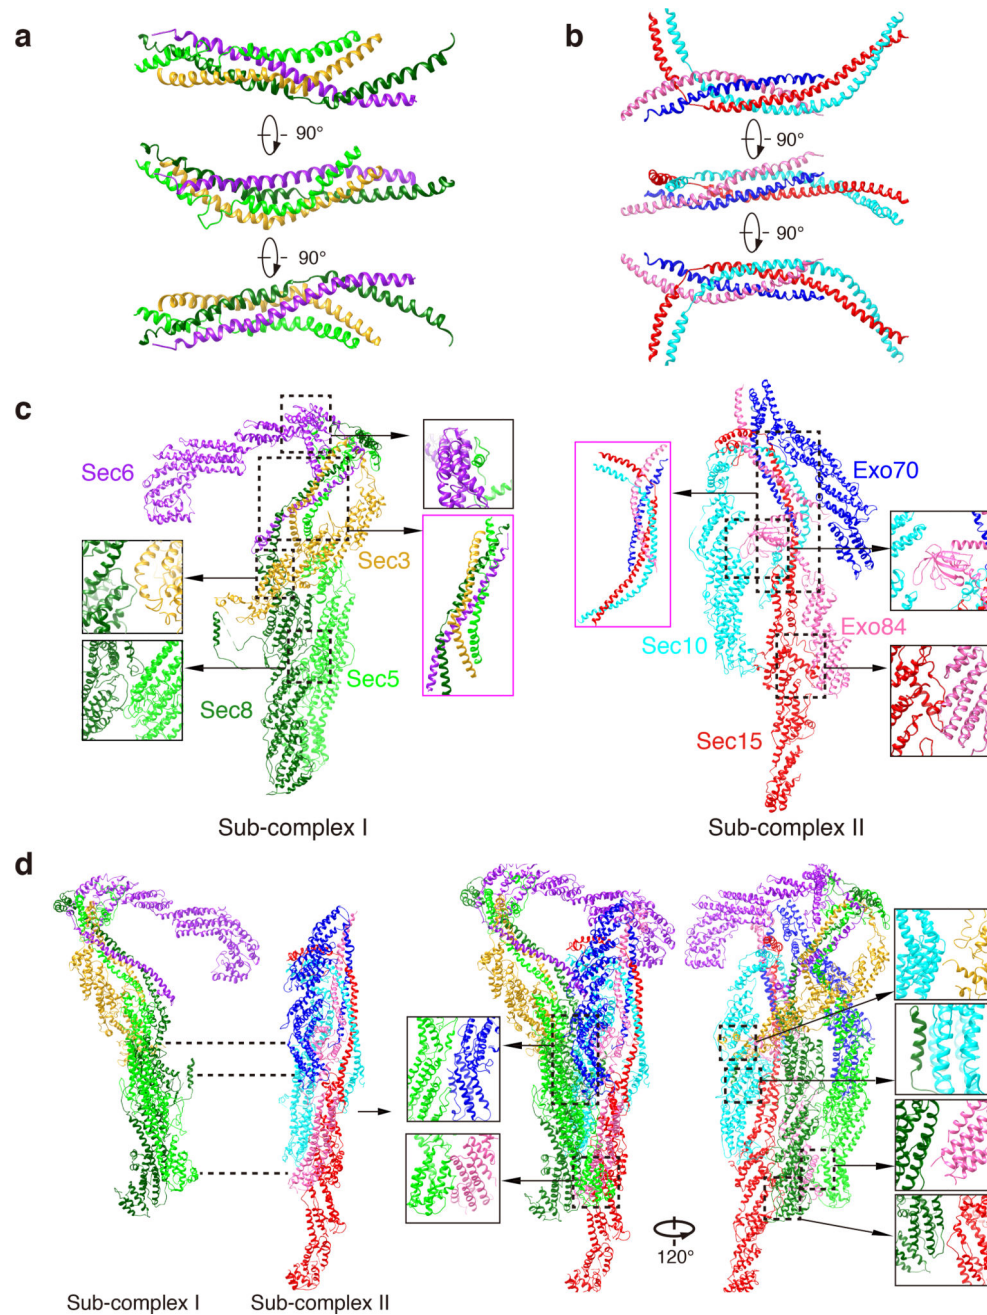 a
b
90°
90°
90°
90°
c
Sec6
Sec3
Sec5
Sec8
Exo70
Sec10
Exo84
Sec15
Sub-complex I
Sub-complex II
d
120°
Sub-complex I
Sub-complex II